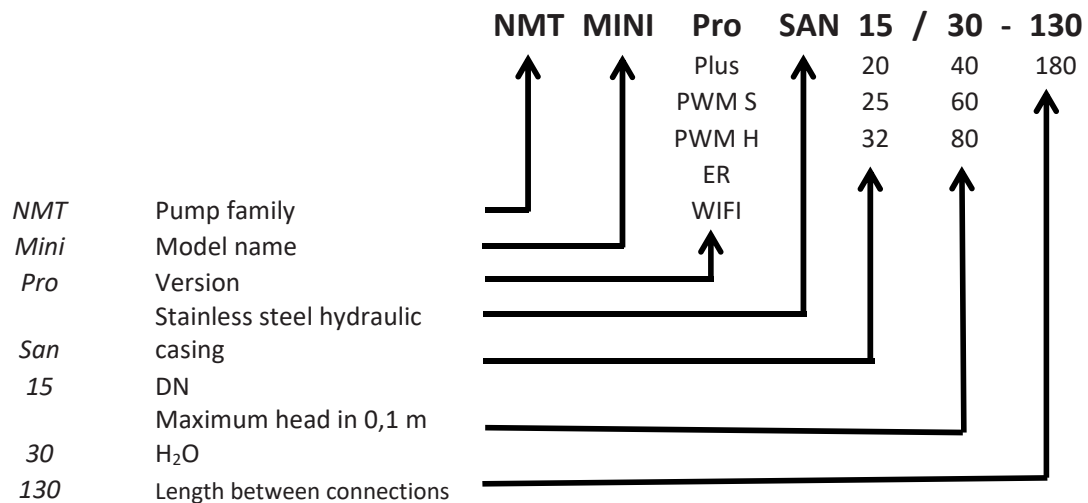 NMT MINI Pro SAN 15 / 30 - 130
Plus 20 40 180
PWM S 25 60
PWM H 32 80
ER
WIFI
NMT Pump family
Mini Model name
Pro Version
Stainless steel hydraulic
San casing
15 DN
Maximum head in 0,1 m
30 H₂O
130 Length between connections